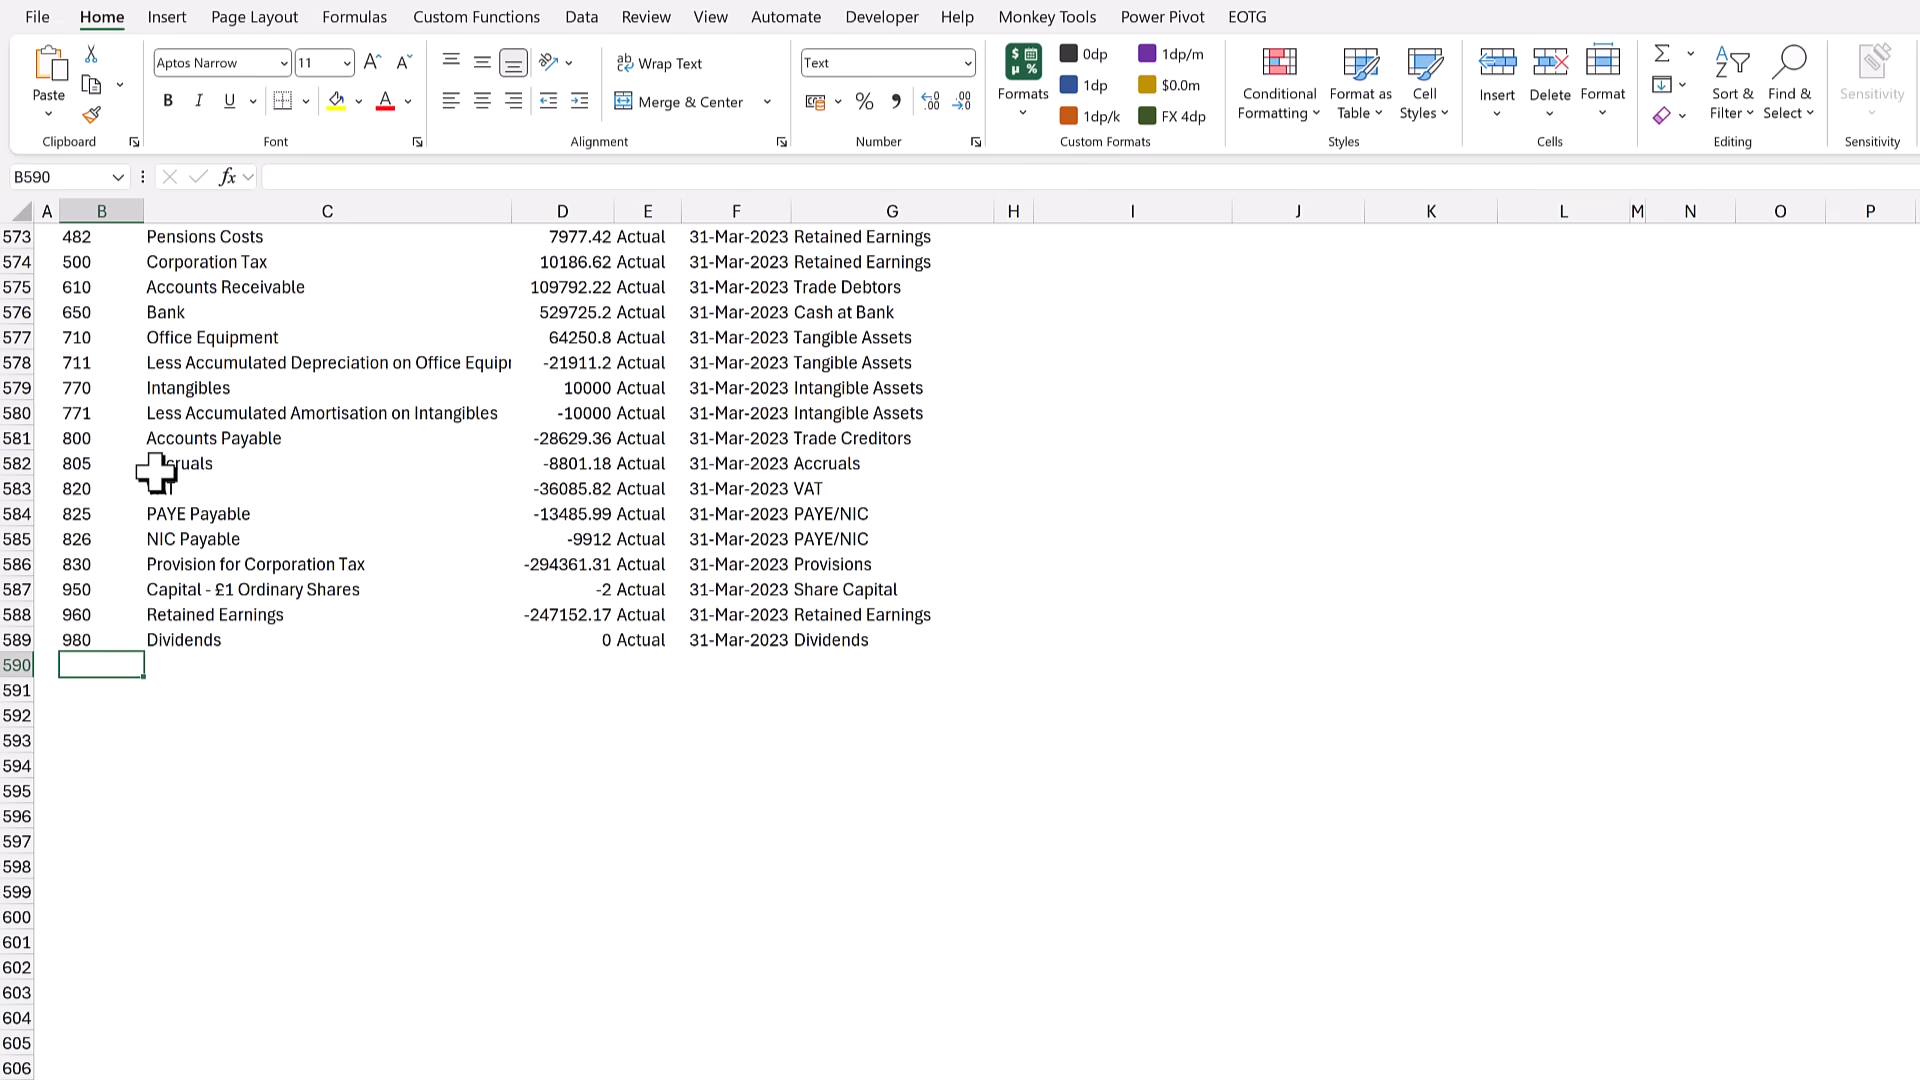 File Home Insert Page Layout Formulas Custom Functions Data Review View Automate Developer Help Monkey Tools Power Pivot EOTG
Aptos Narrow 11 Wrap Text Text 0dp 1dp/m
Paste B I U Merge & Center Formats 1dp $0.0m Conditional Formatting Format as Table Cell Styles Insert Delete Format Sort & Filter Find & Select Sensitivity
1dp/k FX 4dp
Clipboard Font Alignment Number Custom Formats Styles Cells Editing Sensitivity
B590 fx
A B C D E F G H I J K L M N O P
573 482 Pensions Costs 7977.42 Actual 31-Mar-2023 Retained Earnings
574 500 Corporation Tax 10186.62 Actual 31-Mar-2023 Retained Earnings
575 610 Accounts Receivable 109792.22 Actual 31-Mar-2023 Trade Debtors
576 650 Bank 529725.2 Actual 31-Mar-2023 Cash at Bank
577 710 Office Equipment 64250.8 Actual 31-Mar-2023 Tangible Assets
578 711 Less Accumulated Depreciation on Office -21911.2 Actual 31-Mar-2023 Tangible Assets
579 770 Intangibles 10000 Actual 31-Mar-2023 Intangible Assets
580 771 Less Accumulated Amortisation on Intangibles -10000 Actual 31-Mar-2023 Intangible Assets
581 800 Accounts Payable -28629.36 Actual 31-Mar-2023 Trade Creditors
582 805 -8801.18 Actual 31-Mar-2023 Accruals
583 820 -36085.82 Actual 31-Mar-2023 VAT
584 825 PAYE Payable -13485.99 Actual 31-Mar-2023 PAYE/NIC
585 826 NIC Payable -9912 Actual 31-Mar-2023 PAYE/NIC
586 830 Provision for Corporation Tax -294361.31 Actual 31-Mar-2023 Provisions
587 950 Capital - £1 Ordinary Shares -2 Actual 31-Mar-2023 Share Capital
588 960 Retained Earnings -247152.17 Actual 31-Mar-2023 Retained Earnings
589 980 Dividends 0 Actual 31-Mar-2023 Dividends
590
591
592
593
594
595
596
597
598
599
600
601
602
603
604
605
606